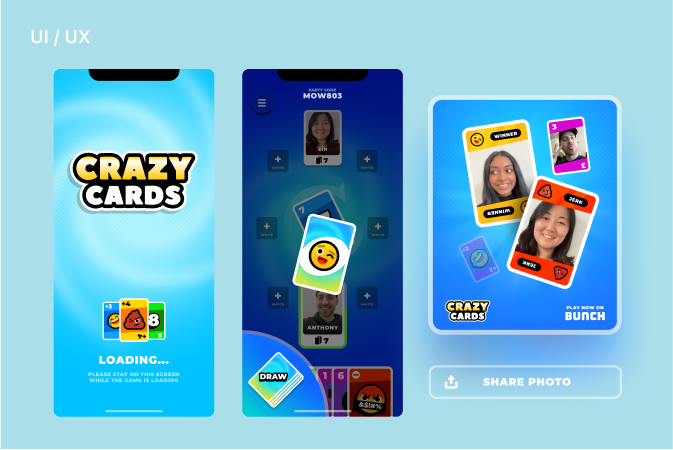 UI / UX
CRAZY
CARDS
+2
+4
+4
8
LOADING...
PLEASE STAY ON THIS SCREEN
WHILE THE GAME IS LOADING
PARTY CODE
MOW803
7
INVITE
INVITE
7
INVITE
INVITE
INVITE
INVITE
ANTHONY
7
DRAW
1
6
&$!#%
WINNER
WINNER
3
3
JERK
JERK
CRAZY
CARDS
PLAY NOW ON
BUNCH
SHARE PHOTO